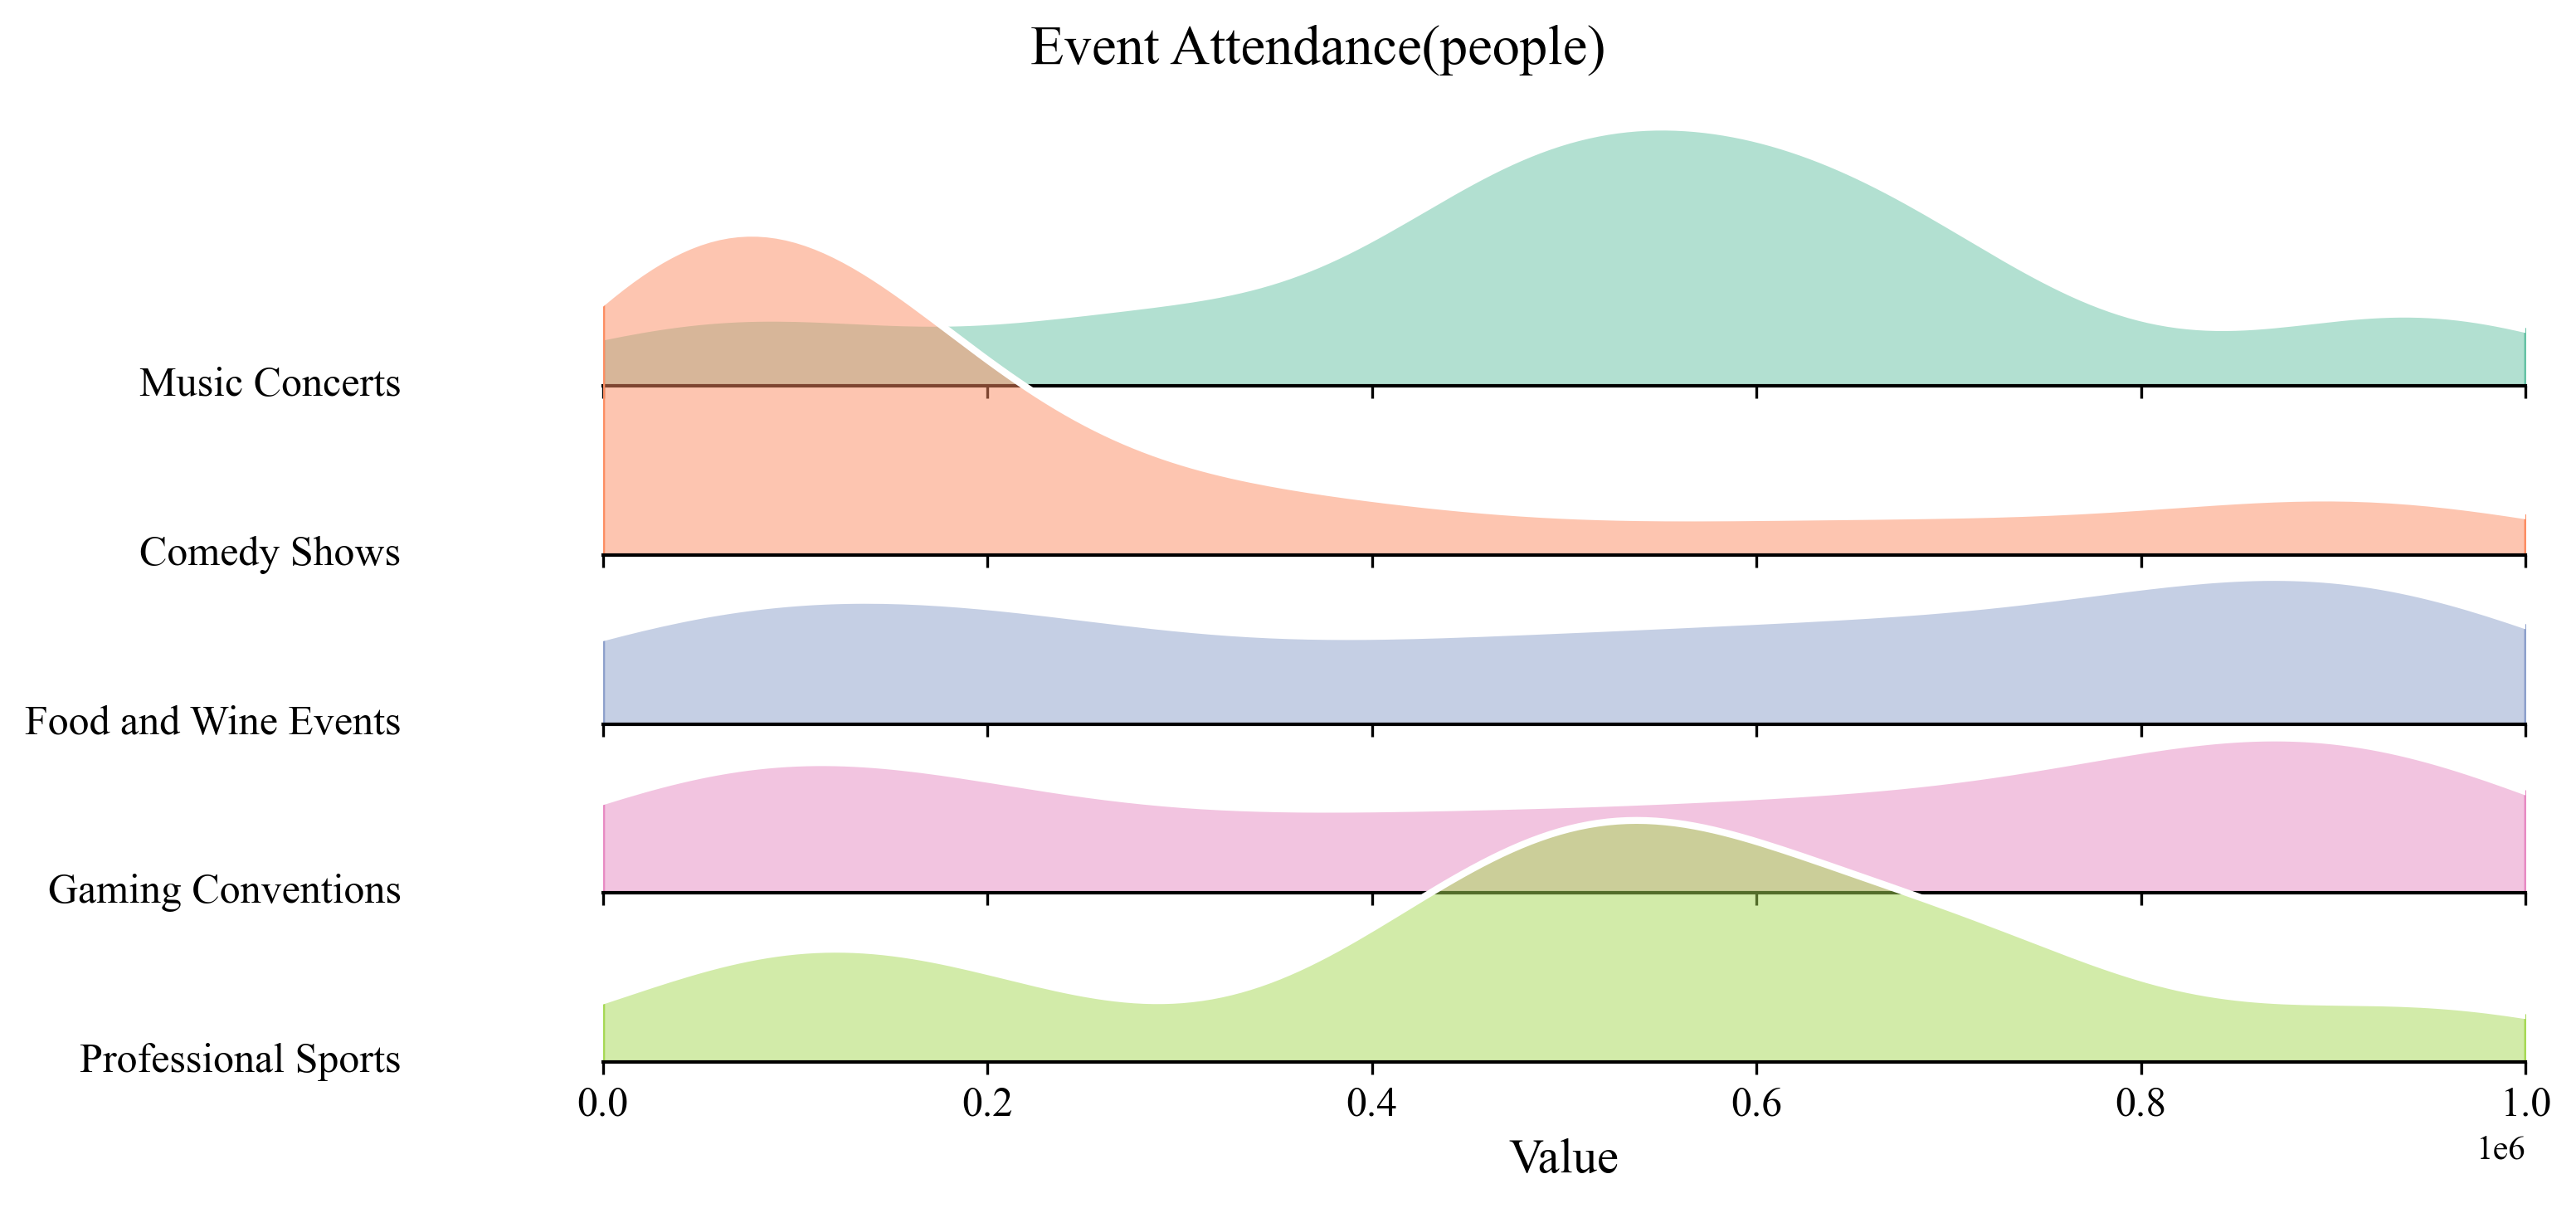 Event Attendance(people)
Music Concerts
Comedy Shows
Food and Wine Events
Gaming Conventions
Professional Sports
0.0 0.2 0.4 0.6 0.8 1.0
1e6
Value